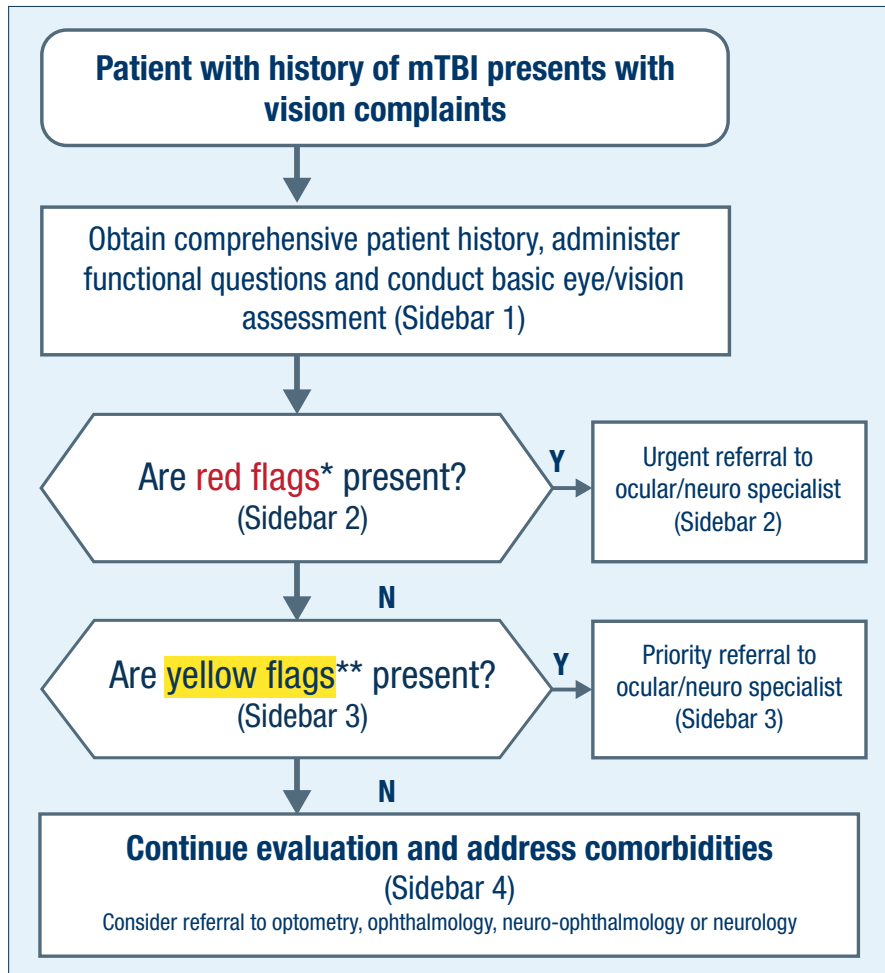 Patient with history of mTBI presents with
vision complaints
Obtain comprehensive patient history, administer
functional questions and conduct basic eye/vision
assessment (Sidebar 1)
Are red flags* present?
(Sidebar 2)
Y
Urgent referral to
ocular/neuro specialist
(Sidebar 2)
N
Are yellow flags** present?
(Sidebar 3)
Y
Priority referral to
ocular/neuro specialist
(Sidebar 3)
N
Continue evaluation and address comorbidities
(Sidebar 4)
Consider referral to optometry, ophthalmology, neuro-ophthalmology or neurology